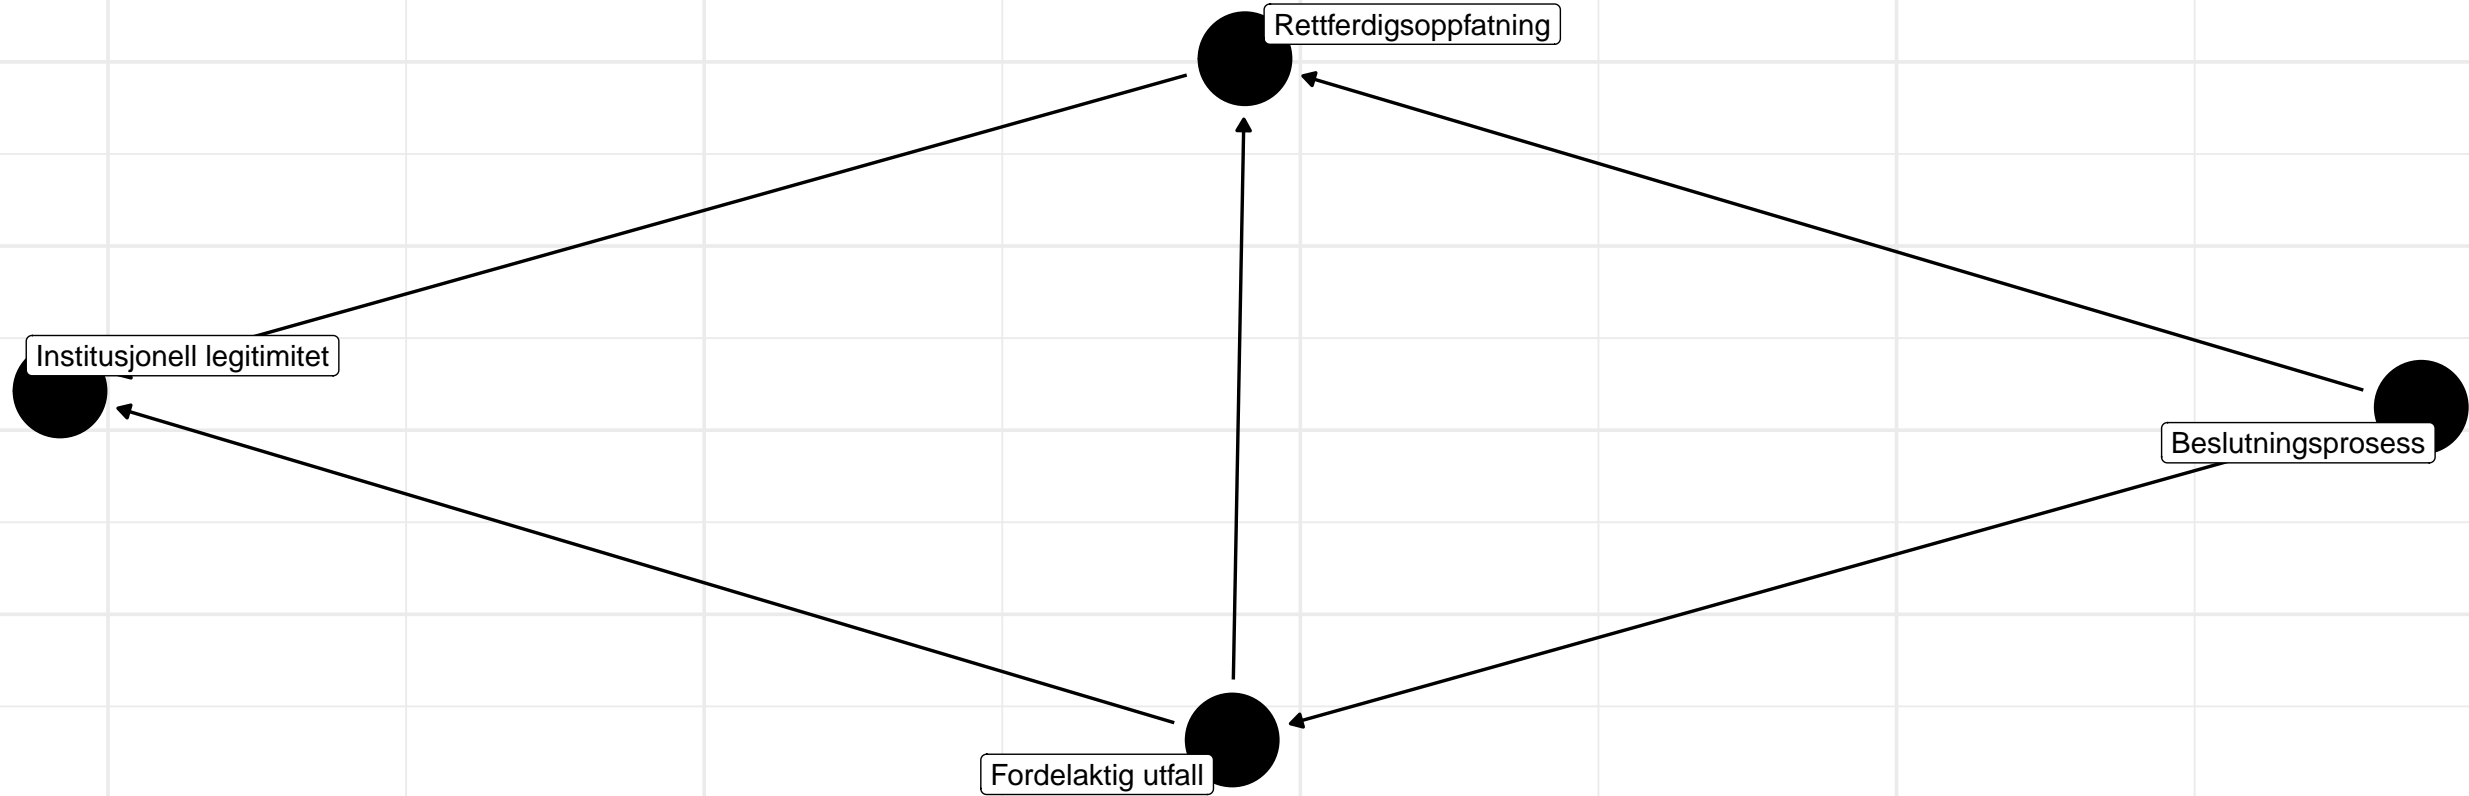 Rettferdigsoppfatning
Institusjonell legitimitet
Beslutningsprosess
Fordelaktig utfall